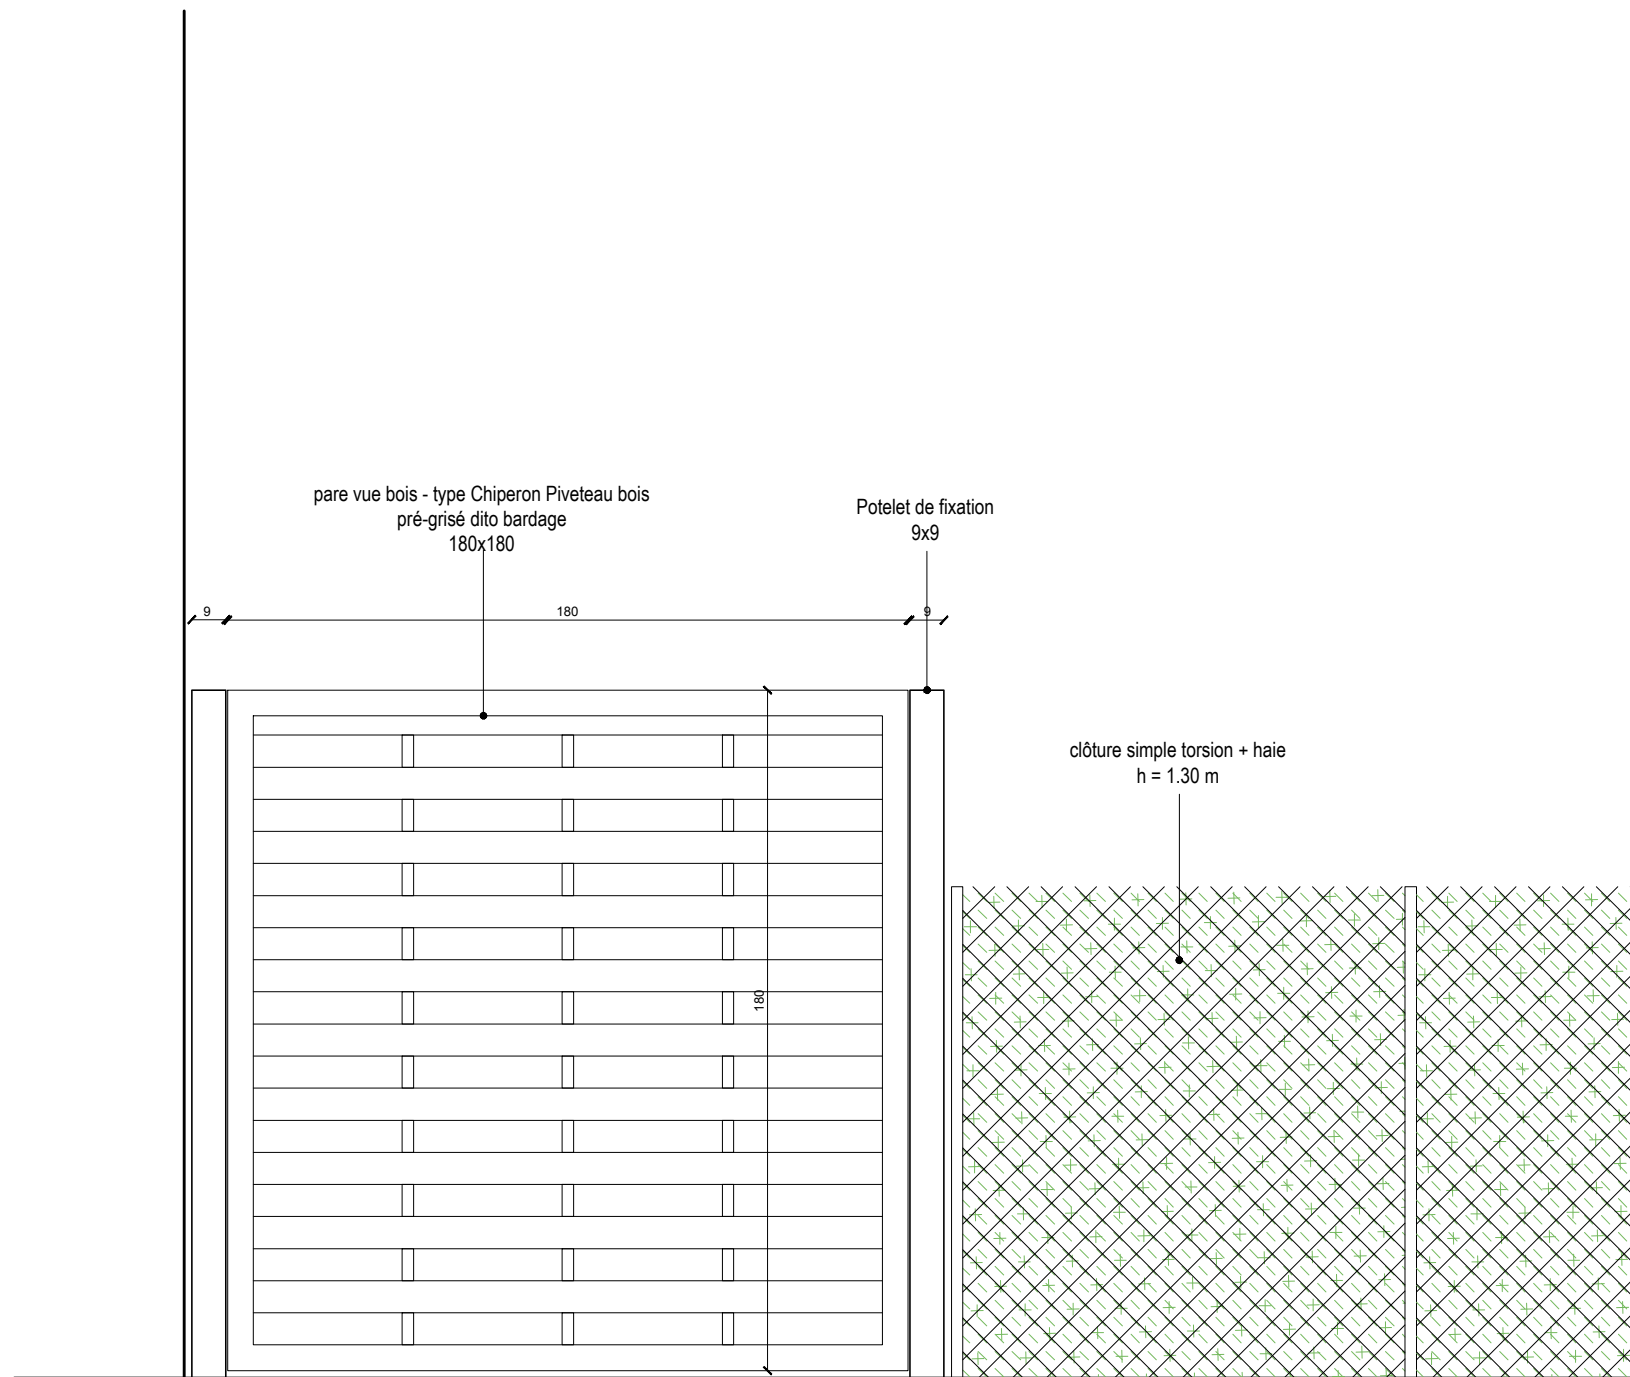 pare vue bois - type Chiperon Piveteau bois
pré-grisé dito bardage
180x180
Potelet de fixation
9x9
9
180
9
clôture simple torsion + haie
h = 1.30 m
180